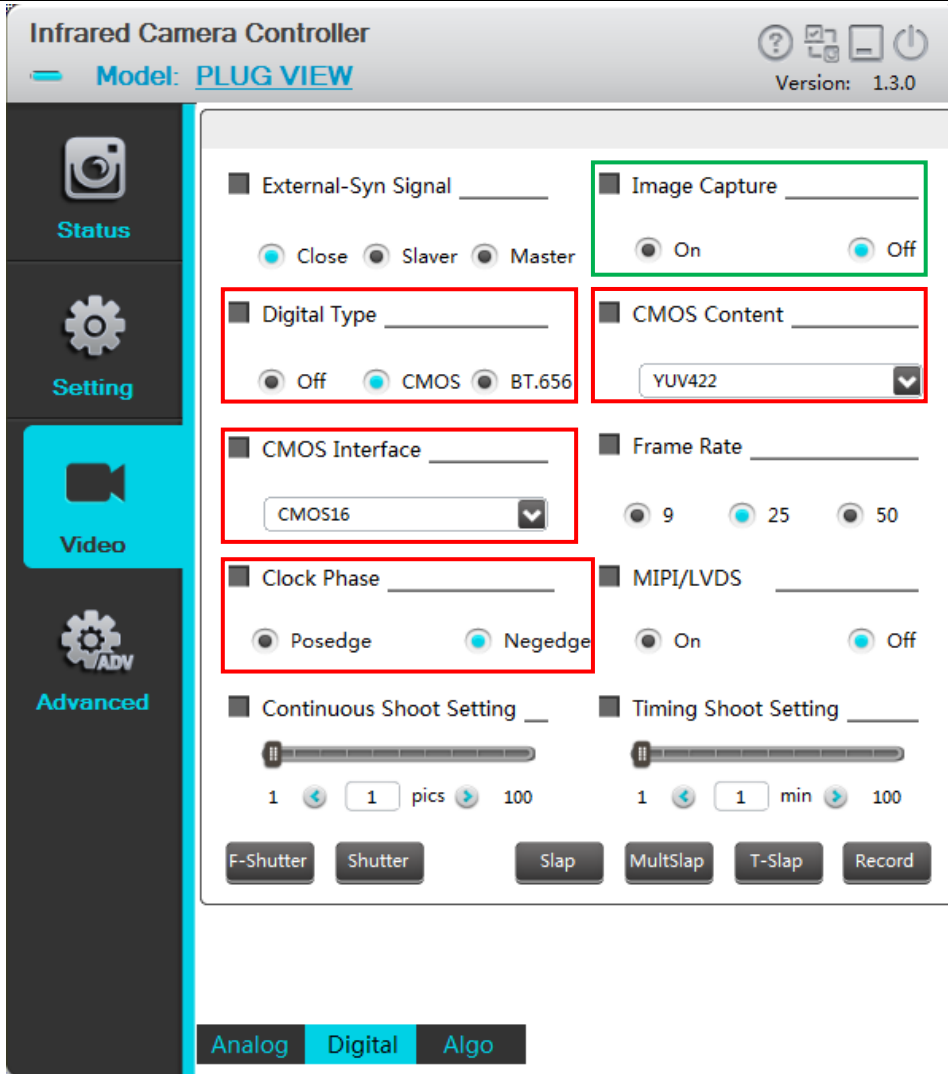 Infrared Camera Controller
Model: PLUG VIEW
Version: 1.3.0
Status
Setting
Video
ADV
Advanced
External-Syn Signal
Close Slaver Master
Image Capture
On Off
Digital Type
Off CMOS BT.656
CMOS Content
YUV422
CMOS Interface
CMOS16
Frame Rate
9 25 50
Clock Phase
Posedge Negedge
MIPI/LVDS
On Off
Continuous Shoot Setting
1 1 pics 100
Timing Shoot Setting
1 1 min 100
F-Shutter Shutter Slap MultSlap T-Slap Record
Analog Digital Algo